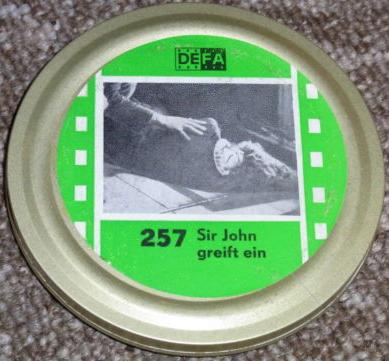 DEFA
257 Sir John
greift ein